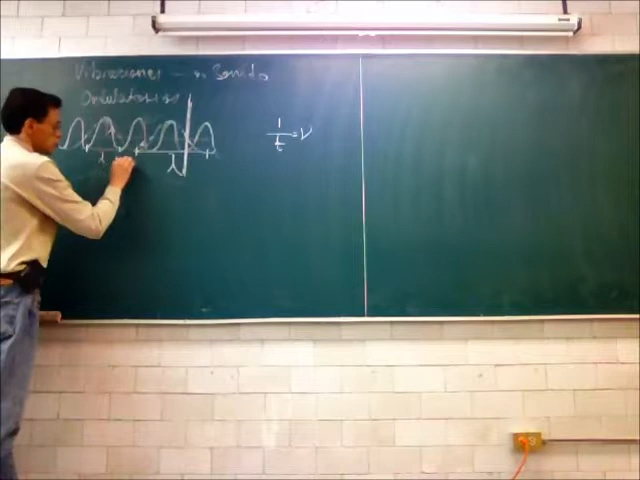 Vibraciones → Sonido
Ondulatorias
λ λ
1/t = ν